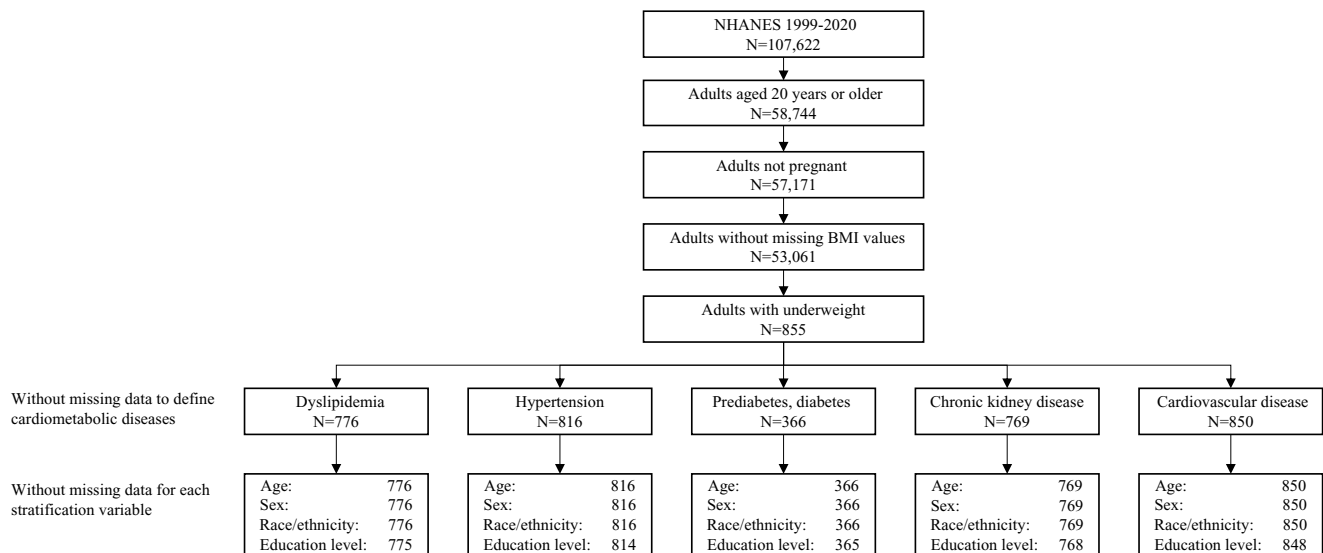 NHANES 1999-2020
N=107,622
Adults aged 20 years or older
N=58,744
Adults not pregnant
N=57,171
Adults without missing BMI values
N=53,061
Adults with underweight
N=855
Without missing data to define
cardiometabolic diseases
Dyslipidemia
N=776
Hypertension
N=816
Prediabetes, diabetes
N=366
Chronic kidney disease
N=769
Cardiovascular disease
N=850
Without missing data for each
stratification variable
Age: 776
Sex: 776
Race/ethnicity: 776
Education level: 775
Age: 816
Sex: 816
Race/ethnicity: 816
Education level: 814
Age: 366
Sex: 366
Race/ethnicity: 366
Education level: 365
Age: 769
Sex: 769
Race/ethnicity: 769
Education level: 768
Age: 850
Sex: 850
Race/ethnicity: 850
Education level: 848